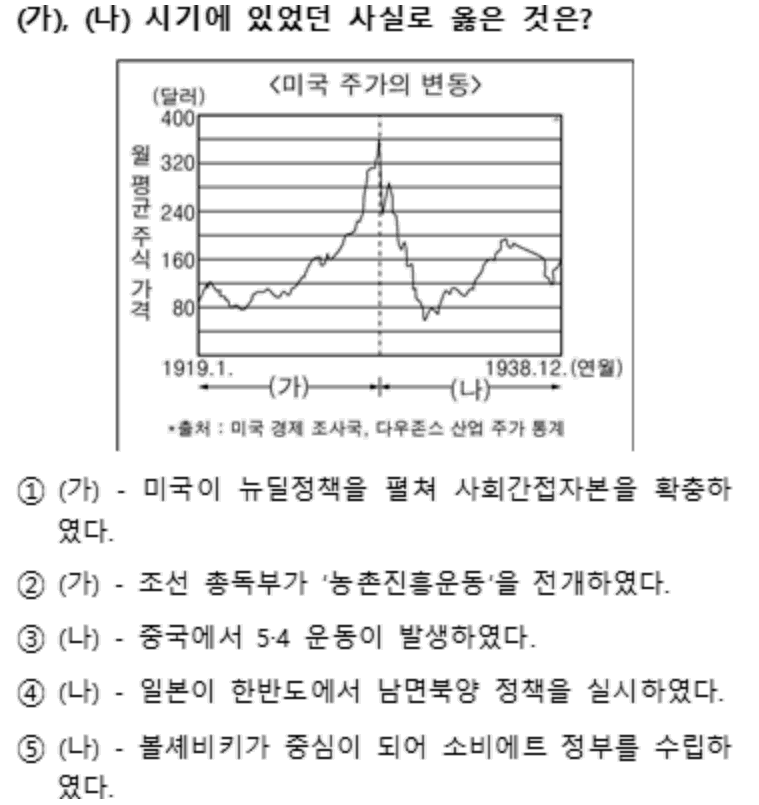 (가), (나) 시기에 있었던 사실로 옳은 것은?
<미국 주가의 변동>
(달러)
400
320
240
160
80
월 평균 주식 가격
1919.1.
1938.12.(연월)
(가)
(나)
*출처 : 미국 경제 조사국, 다우존스 산업 주가 통계
① (가) - 미국이 뉴딜정책을 펼쳐 사회간접자본을 확충하
였다.
② (가) - 조선 총독부가 '농촌진흥운동'을 전개하였다.
③ (나) - 중국에서 5·4 운동이 발생하였다.
④ (나) - 일본이 한반도에서 남면북양 정책을 실시하였다.
⑤ (나) - 볼셰비키가 중심이 되어 소비에트 정부를 수립하
였다.